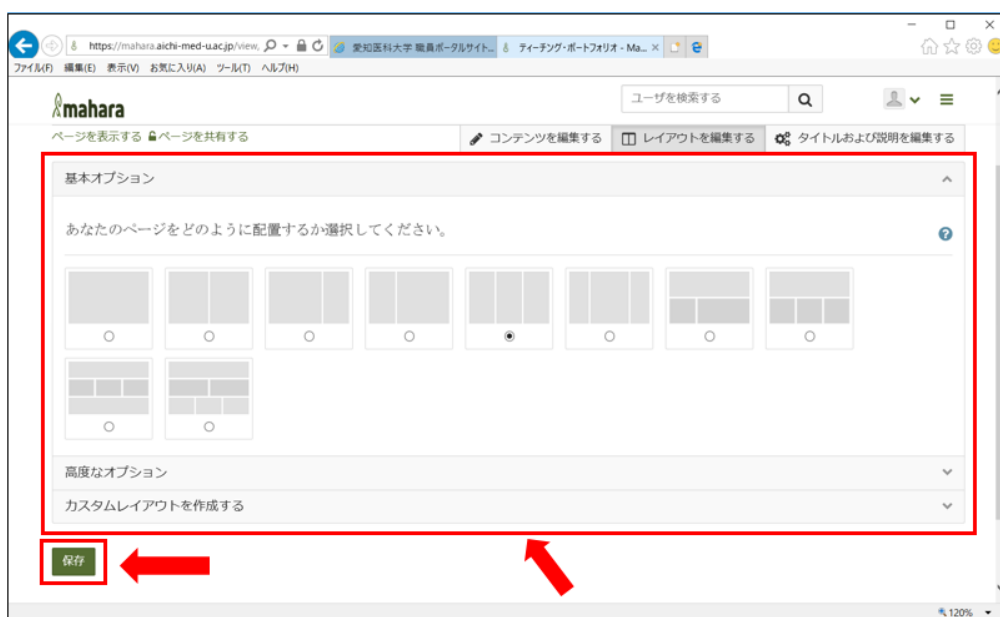 https://mahara.aichi-med-u.ac.jp/view,
愛知医科大学 職員ポータルサイト...
ティーチング・ポートフォリオ - Ma...
ファイル(F) 編集(E) 表示(V) お気に入り(A) ツール(T) ヘルプ(H)
mahara
ユーザを検索する
ページを表示する ページを共有する
コンテンツを編集する レイアウトを編集する タイトルおよび説明を編集する
基本オプション
あなたのページをどのように配置するか選択してください。
高度なオプション
カスタムレイアウトを作成する
保存
120%